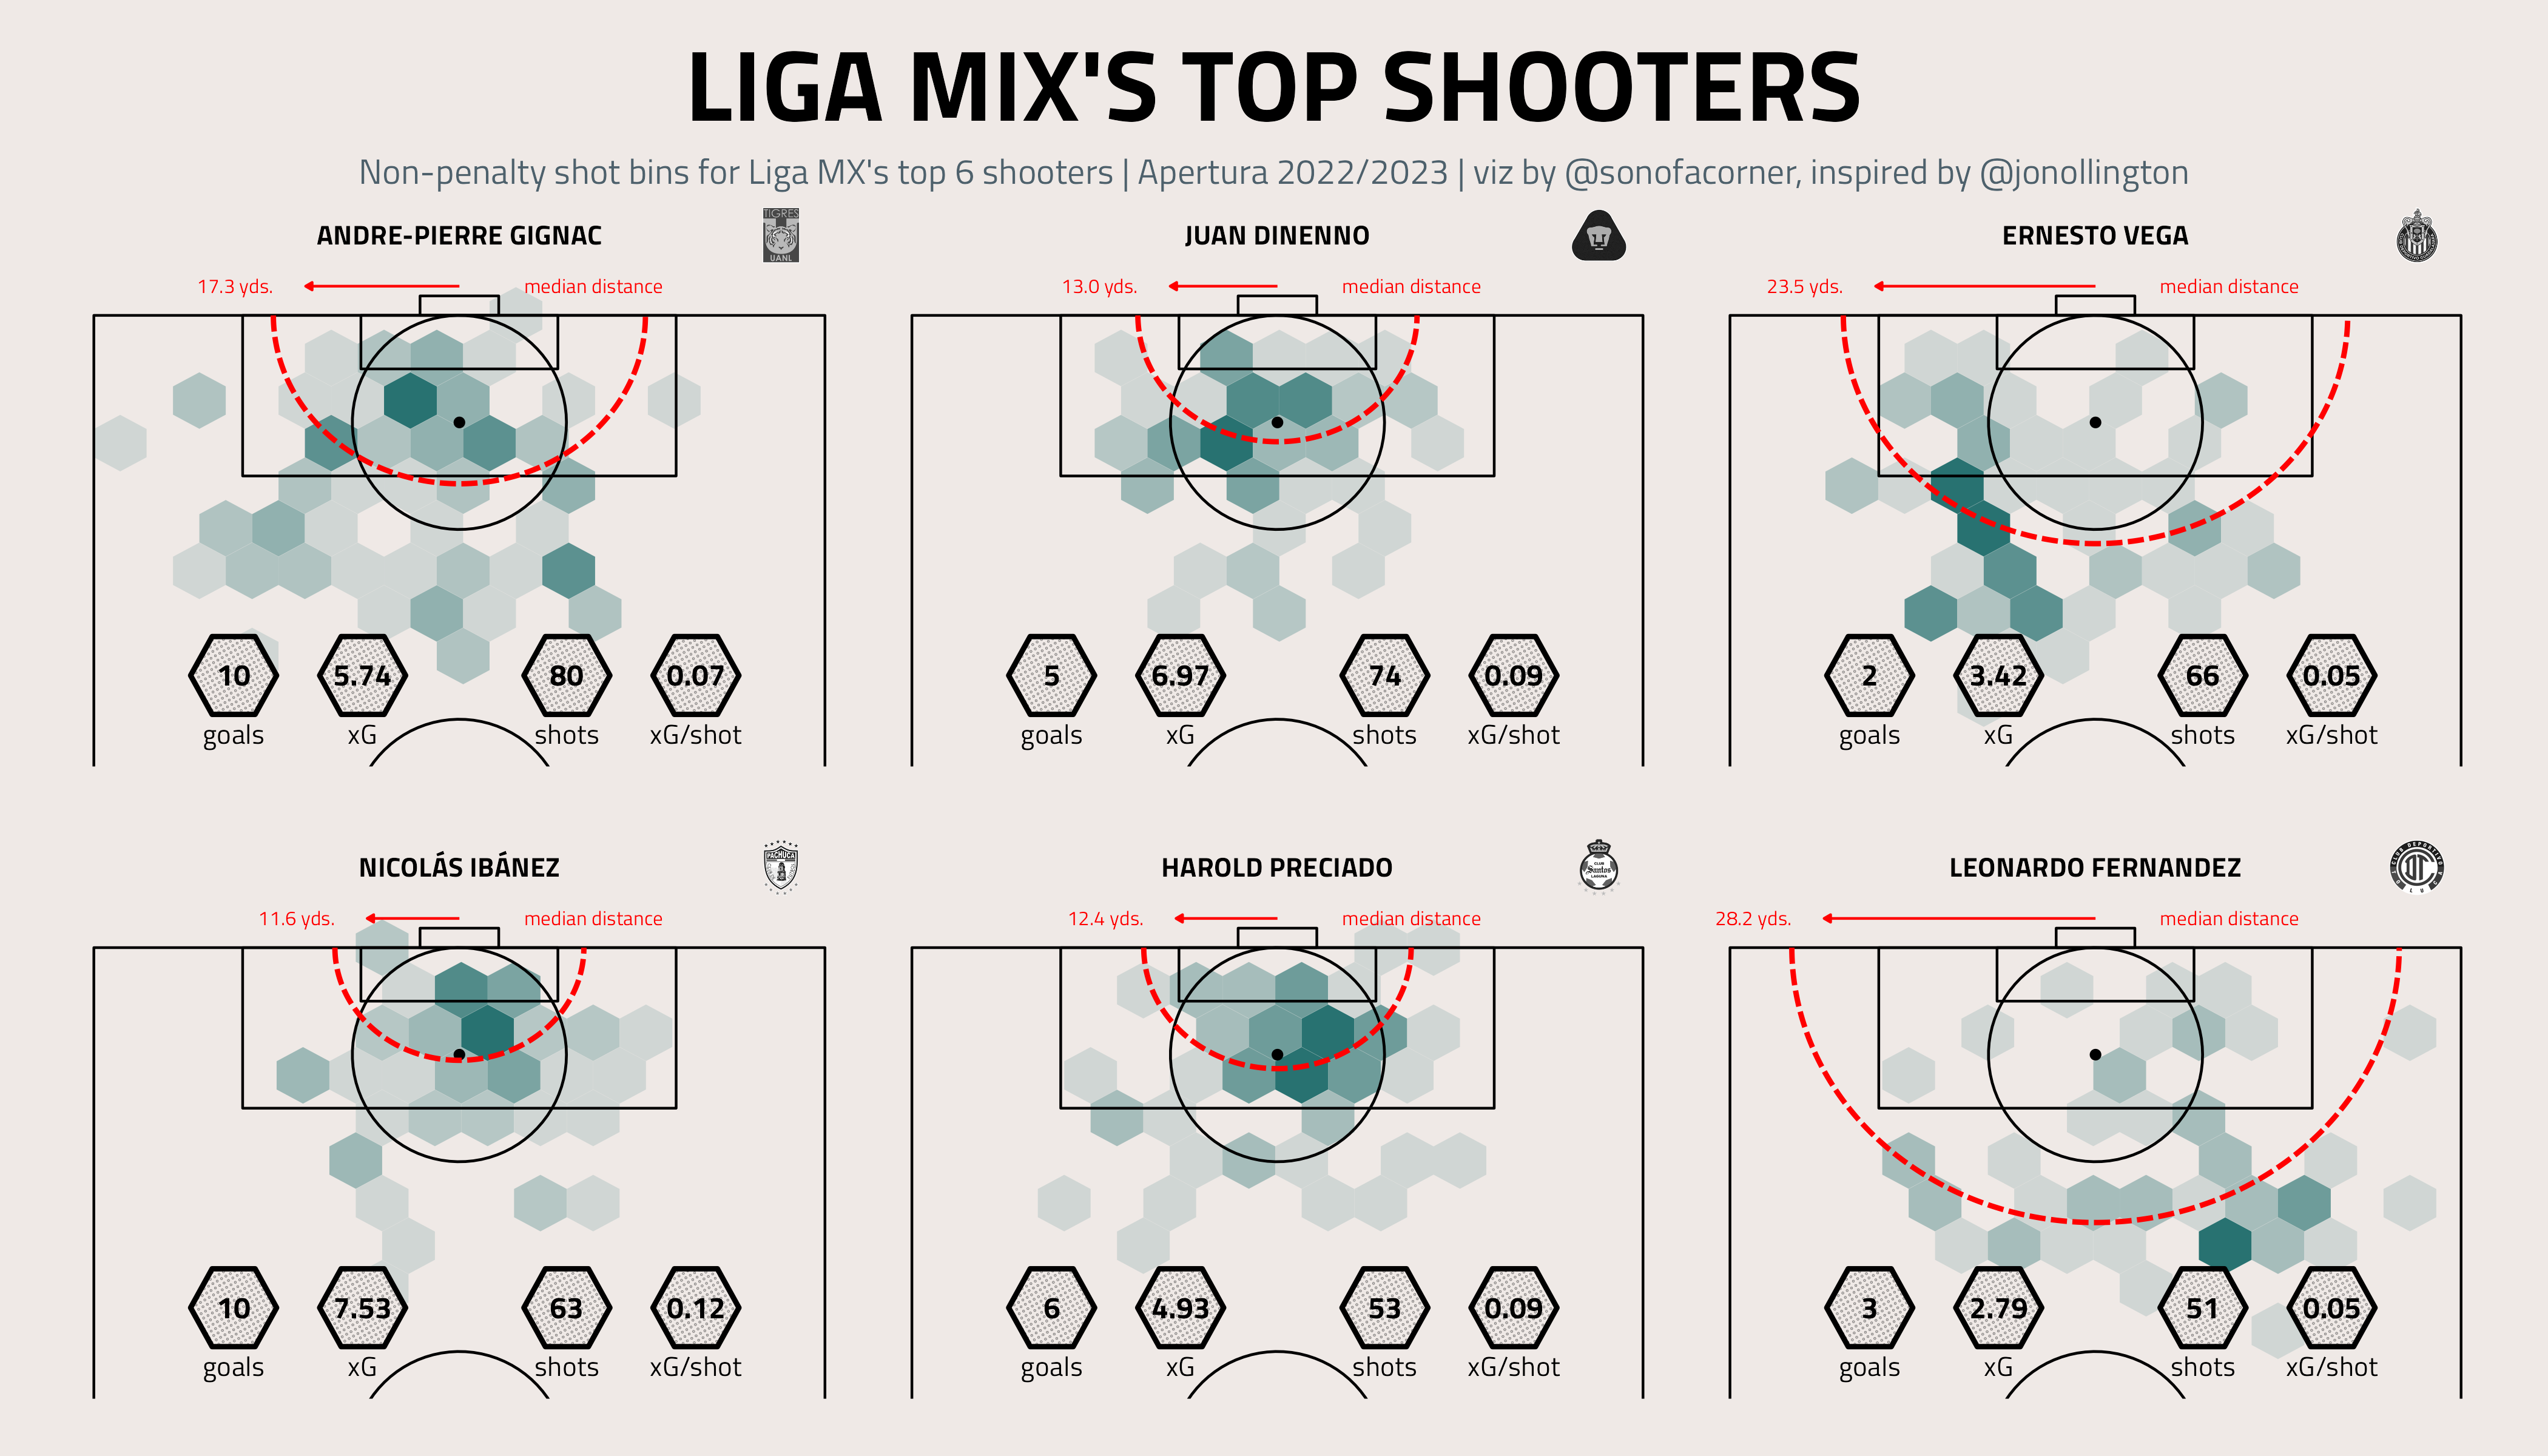 LIGA MIX'S TOP SHOOTERS
Non-penalty shot bins for Liga MX's top 6 shooters | Apertura 2022/2023 | viz by @sonofacorner, inspired by @jonollington
ANDRE-PIERRE GIGNAC
TIGRES
UANL
17.3 yds.
median distance
10
5.74
80
0.07
goals
xG
shots
xG/shot
JUAN DINENNO
13.0 yds.
median distance
5
6.97
74
0.09
goals
xG
shots
xG/shot
ERNESTO VEGA
23.5 yds.
median distance
2
3.42
66
0.05
goals
xG
shots
xG/shot
NICOLÁS IBÁNEZ
PACHUCA
11.6 yds.
median distance
10
7.53
63
0.12
goals
xG
shots
xG/shot
HAROLD PRECIADO
CLUB
Santos
LAGUNA
12.4 yds.
median distance
6
4.93
53
0.09
goals
xG
shots
xG/shot
LEONARDO FERNANDEZ
28.2 yds.
median distance
3
2.79
51
0.05
goals
xG
shots
xG/shot